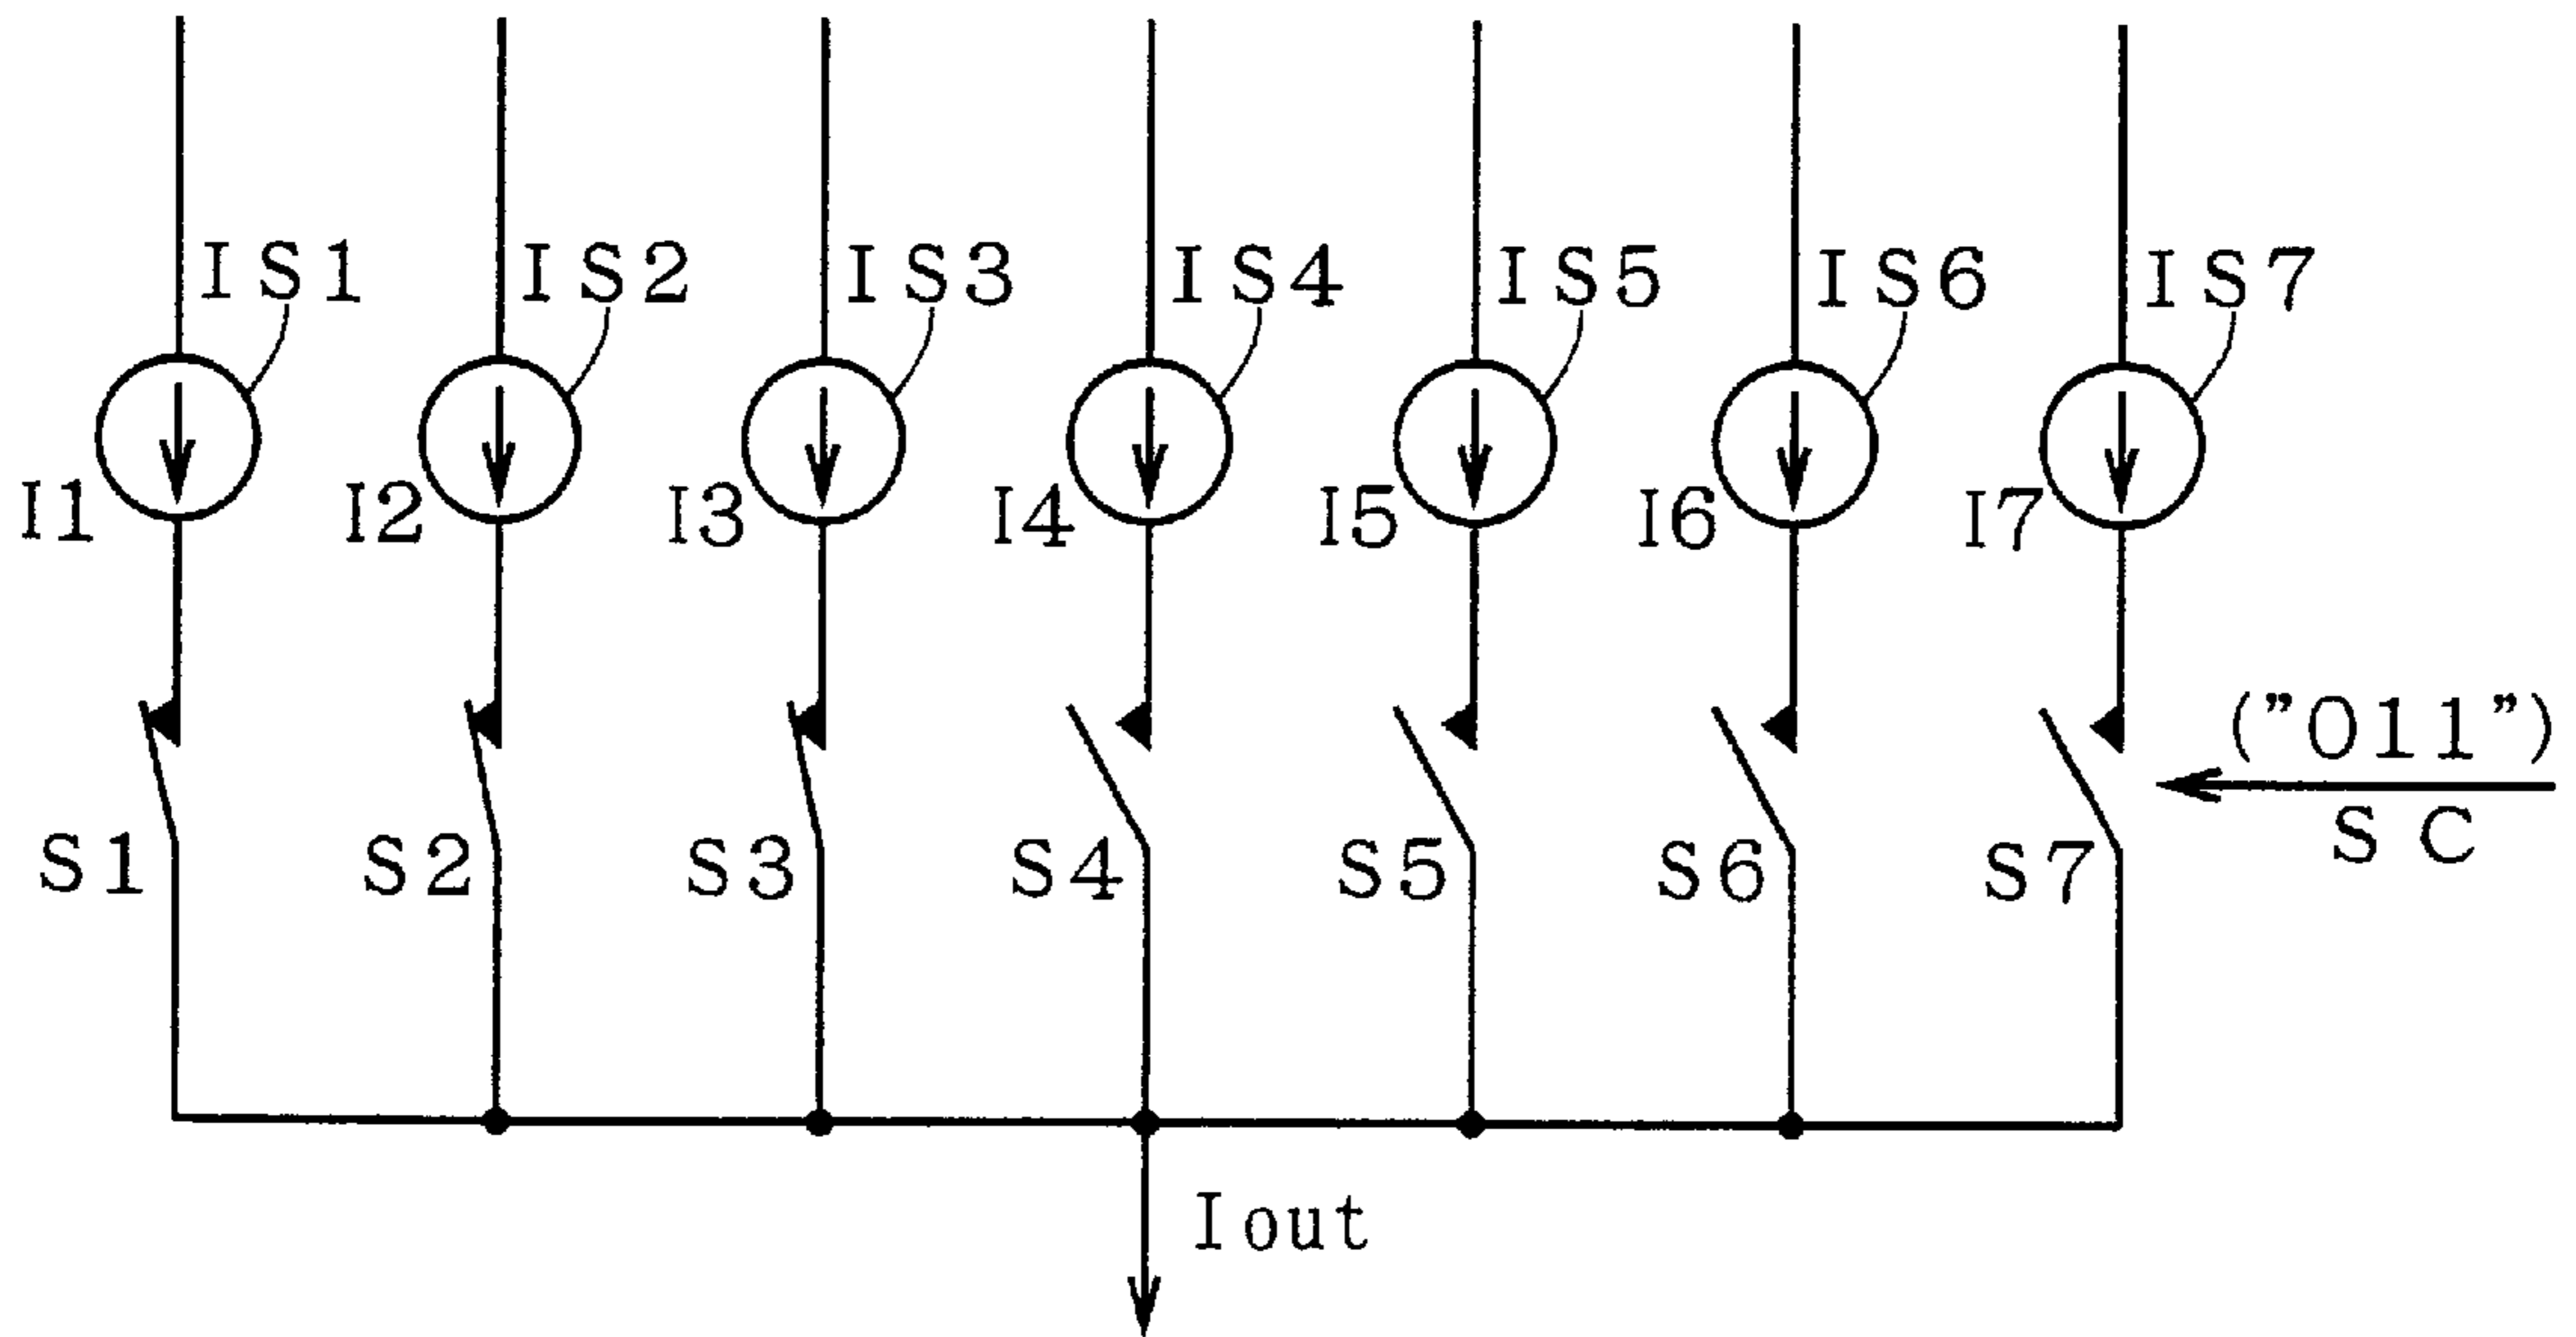 IS1 IS2 IS3 IS4 IS5 IS6 IS7
I1 I2 I3 I4 I5 I6 I7
("011")
S1 S2 S3 S4 S5 S6 S7 SC
Iout